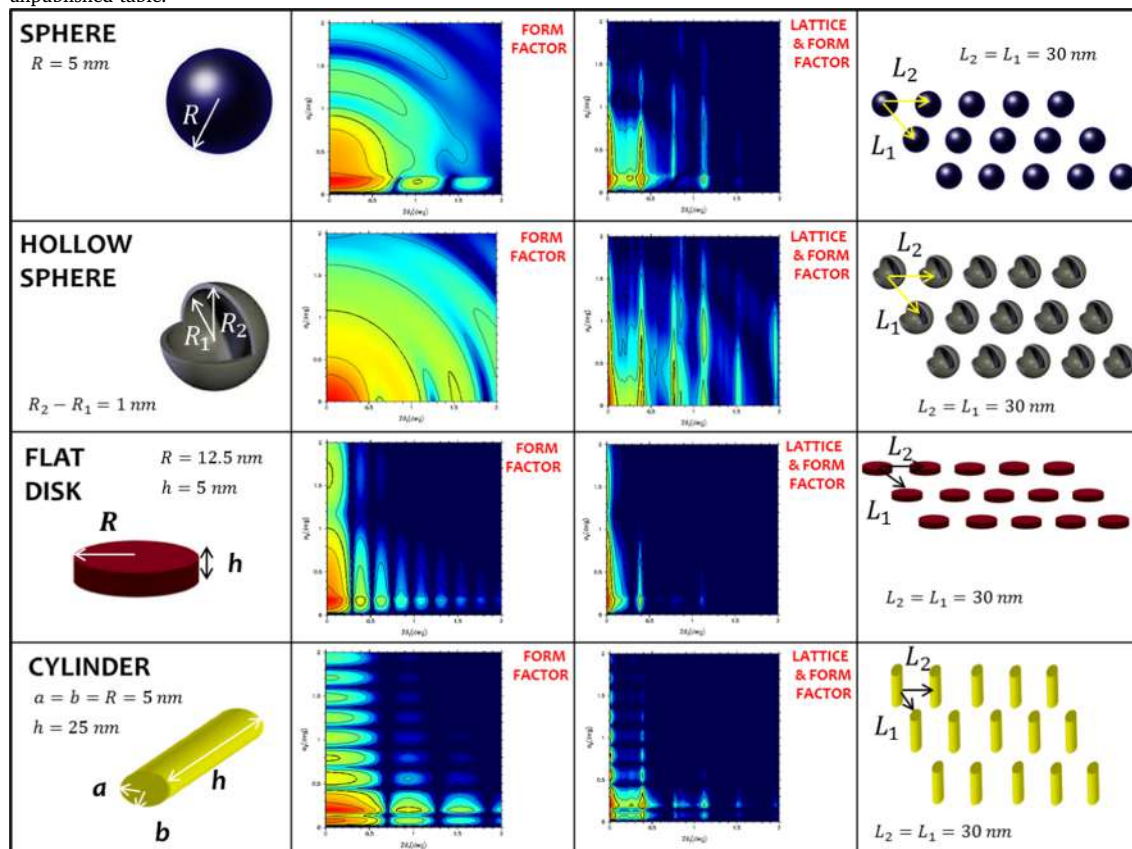 unpublished table.
SPHERE
R = 5 nm
R
FORM
FACTOR
LATTICE
& FORM
FACTOR
L₂ = L₁ = 30 nm
L₂
L₁
HOLLOW
SPHERE
R₁
R₂
R₂ − R₁ = 1 nm
FORM
FACTOR
LATTICE
& FORM
FACTOR
L₂
L₁
L₂ = L₁ = 30 nm
FLAT
DISK
R = 12.5 nm
h = 5 nm
R
h
FORM
FACTOR
LATTICE
& FORM
FACTOR
L₂
L₁
L₂ = L₁ = 30 nm
CYLINDER
a = b = R = 5 nm
h = 25 nm
a
b
h
FORM
FACTOR
LATTICE
& FORM
FACTOR
L₂
L₁
L₂ = L₁ = 30 nm